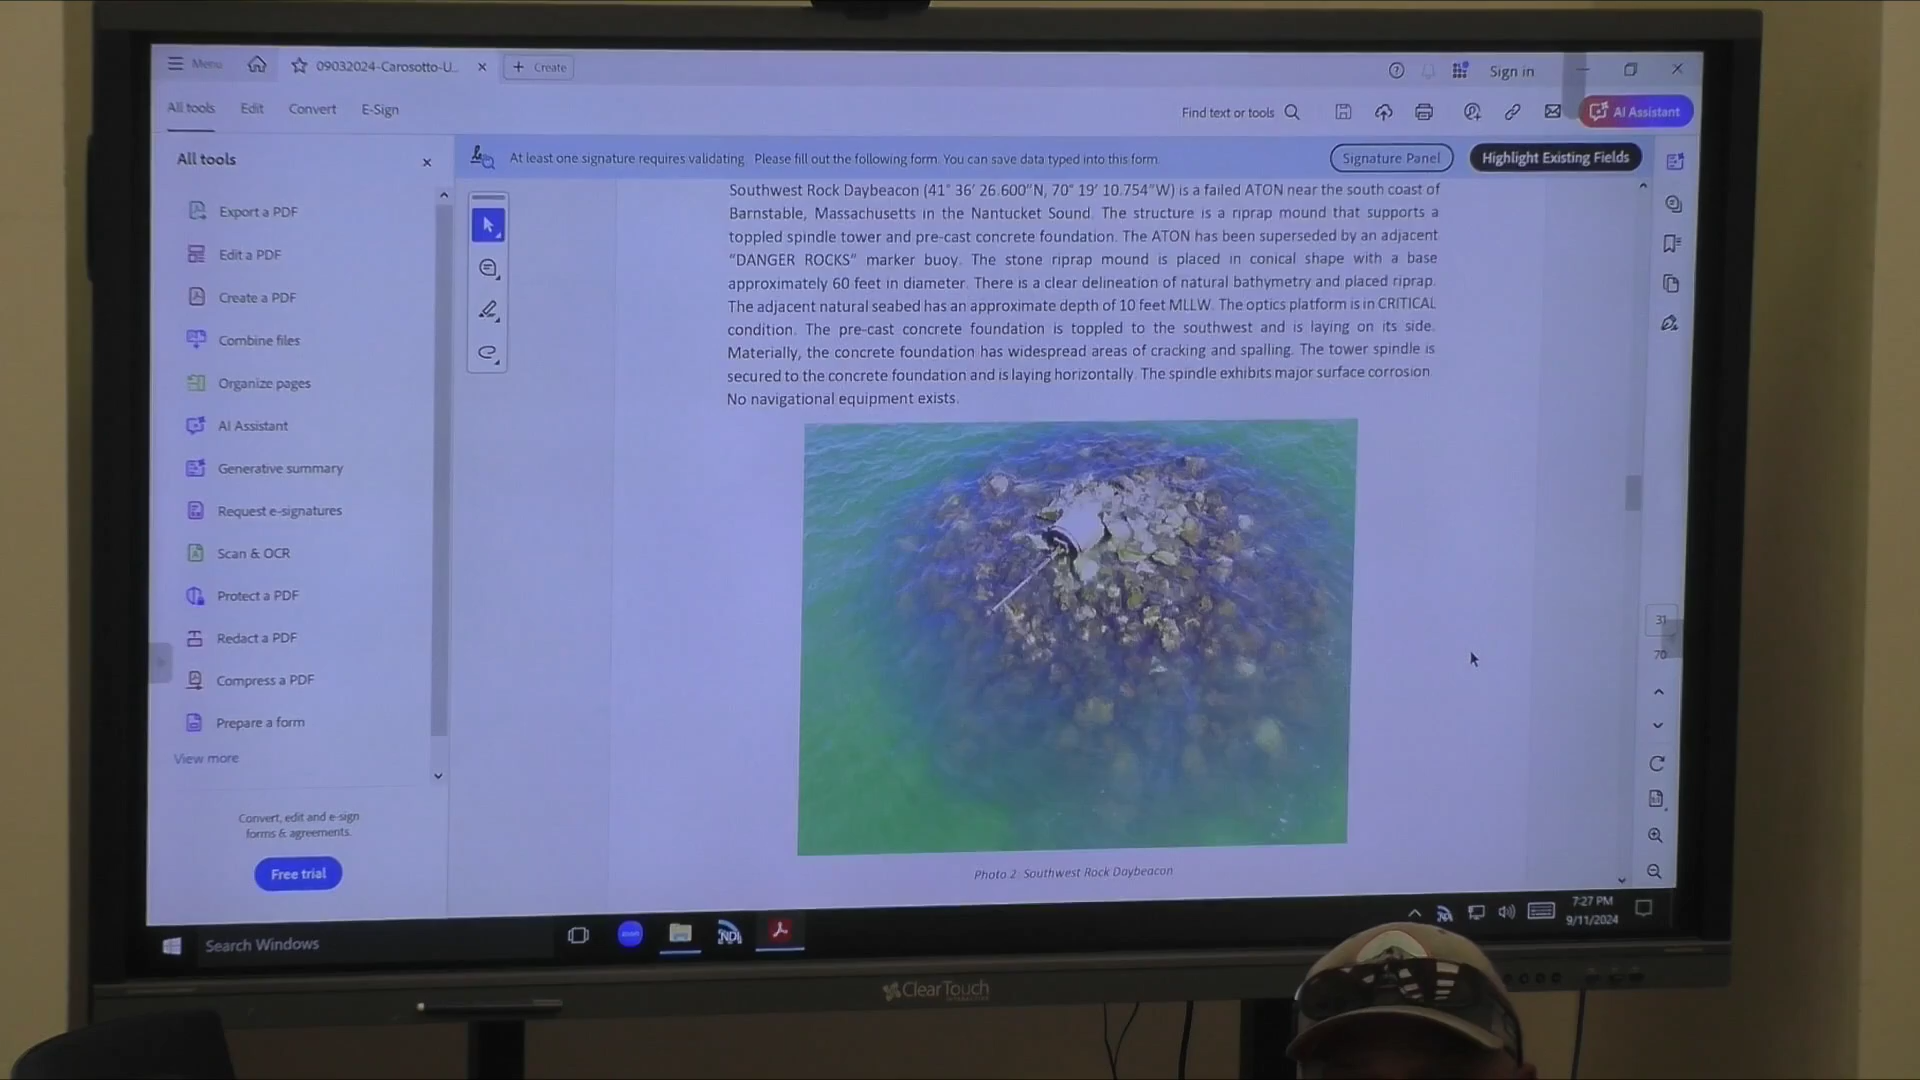 Menu
09032024-Carosotto-U...
Create
Sign in
All tools
Edit
Convert
E-Sign
Find text or tools
AI Assistant
All tools
At least one signature requires validating. Please fill out the following form. You can save data typed into this form.
Signature Panel
Highlight Existing Fields
Export a PDF
Edit a PDF
Create a PDF
Combine files
Organize pages
AI Assistant
Generative summary
Request e-signatures
Scan & OCR
Protect a PDF
Redact a PDF
Compress a PDF
Prepare a form
View more
Convert, edit and e-sign
forms & agreements.
Free trial
Southwest Rock Daybeacon (41° 36' 26.600"N, 70° 19' 10.754"W) is a failed ATON near the south coast of
Barnstable, Massachusetts in the Nantucket Sound. The structure is a riprap mound that supports a
toppled spindle tower and pre-cast concrete foundation. The ATON has been superseded by an adjacent
“DANGER ROCKS” marker buoy. The stone riprap mound is placed in conical shape with a base
approximately 60 feet in diameter. There is a clear delineation of natural bathymetry and placed riprap.
The adjacent natural seabed has an approximate depth of 10 feet MLLW. The optics platform is in CRITICAL
condition. The pre-cast concrete foundation is toppled to the southwest and is laying on its side.
Materially, the concrete foundation has widespread areas of cracking and spalling. The tower spindle is
secured to the concrete foundation and is laying horizontally. The spindle exhibits major surface corrosion.
No navigational equipment exists.
Photo 2. Southwest Rock Daybeacon
31
70
Search Windows
zoom
NDI
7:27 PM
9/11/2024
ClearTouch
INTERACTIVE